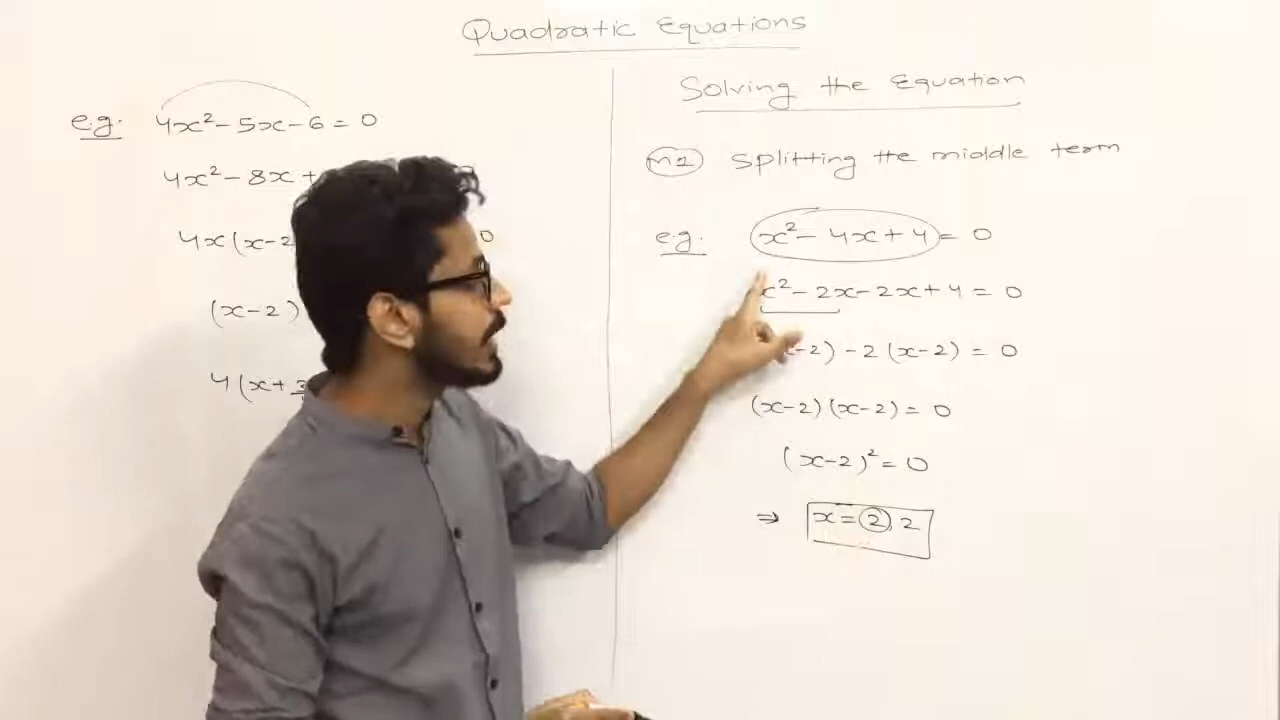 Quadratic Equations
e.g. 4x² - 5x - 6 = 0
4x² - 8x +
4x(x-2 0
(x-2)
4(x+ 3
Solving the Equation
M1 Splitting the middle term
e.g. x² - 4x + 4 = 0
x² - 2x - 2x + 4 = 0
x-2) - 2(x-2) = 0
(x-2)(x-2) = 0
(x-2)² = 0
⇒ x = 2, 2